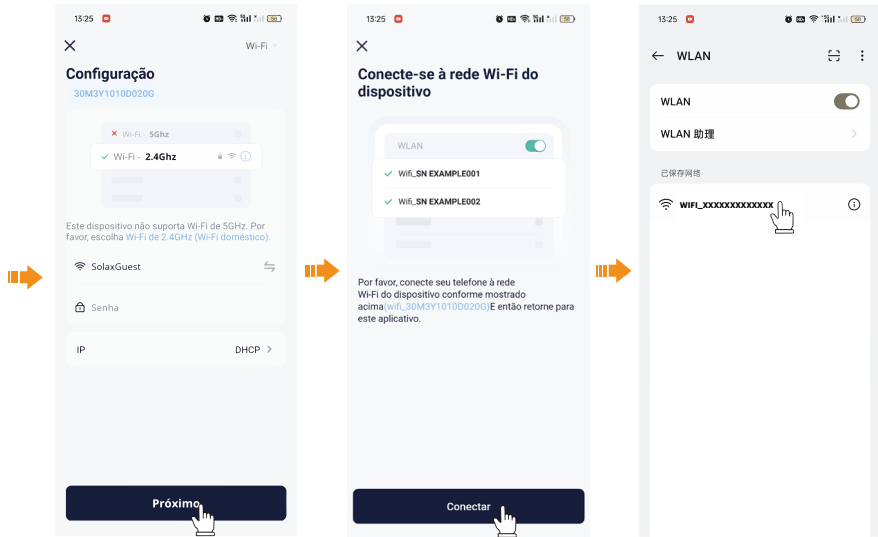 13:25
58
Wi-Fi
Configuração
30M3Y1010D020G
Wi-Fi - 5Ghz
Wi-Fi - 2.4Ghz
Este dispositivo não suporta Wi-Fi de 5GHz. Por
favor, escolha Wi-Fi de 2.4GHz (Wi-Fi doméstico).
SolaxGuest
Senha
IP
DHCP
Próximo
13:25
58
Conecte-se à rede Wi-Fi do
dispositivo
WLAN
Wifi_SN EXAMPLE001
Wifi_SN EXAMPLE002
Por favor, conecte seu telefone à rede
Wi-Fi do dispositivo conforme mostrado
acima(wifi_30M3Y1010D020G)E então retorne para
este aplicativo.
Conectar
13:25
58
WLAN
WLAN
WLAN 助理
已保存网络
WIFI_XXXXXXXXXXXXX